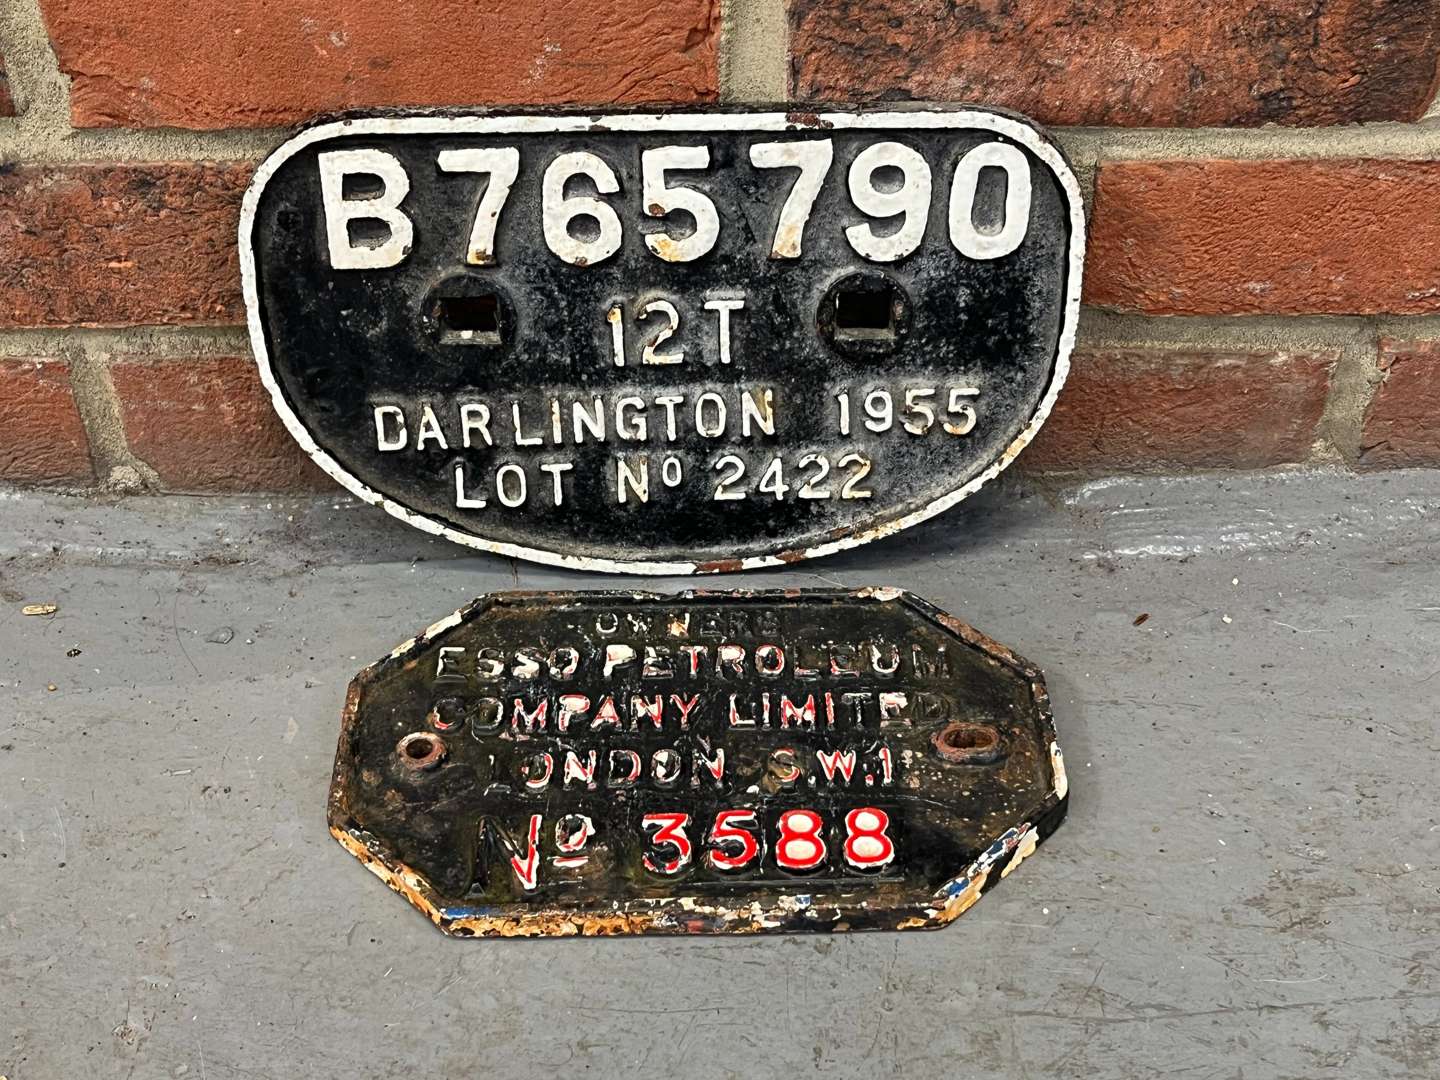 B765790
12T
DARLINGTON 1955
LOT Nº 2422
OWNERS
ESSO PETROLEUM
COMPANY LIMITED
LONDON, S.W.1
Nº 3588